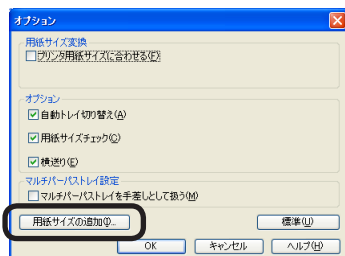 オプション
用紙サイズ変換
プリンタ用紙サイズに合わせる(F)
オプション
自動トレイ切り替え(A)
用紙サイズチェック(C)
横送り(E)
マルチパーパストレイ設定
マルチパーパストレイを手差しとして扱う(M)
用紙サイズの追加(I)...
標準(U)
OK
キャンセル
ヘルプ(H)